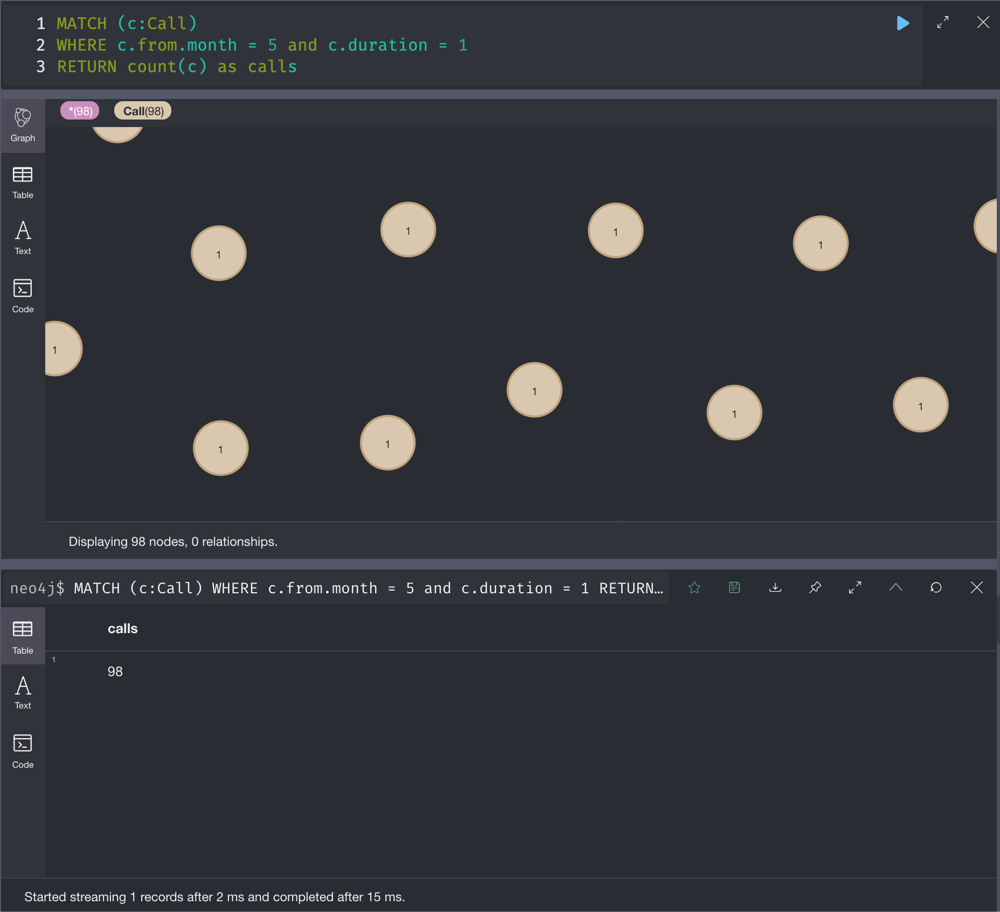 1 MATCH (c:Call)
2 WHERE c.from.month = 5 and c.duration = 1
3 RETURN count(c) as calls
*(98) Call(98)
Graph
Table
Text
Code
1
1
1
1
1
1
1
1
1
1
Displaying 98 nodes, 0 relationships.
neo4j$ MATCH (c:Call) WHERE c.from.month = 5 and c.duration = 1 RETURN…
Table
Text
Code
calls
1
98
Started streaming 1 records after 2 ms and completed after 15 ms.